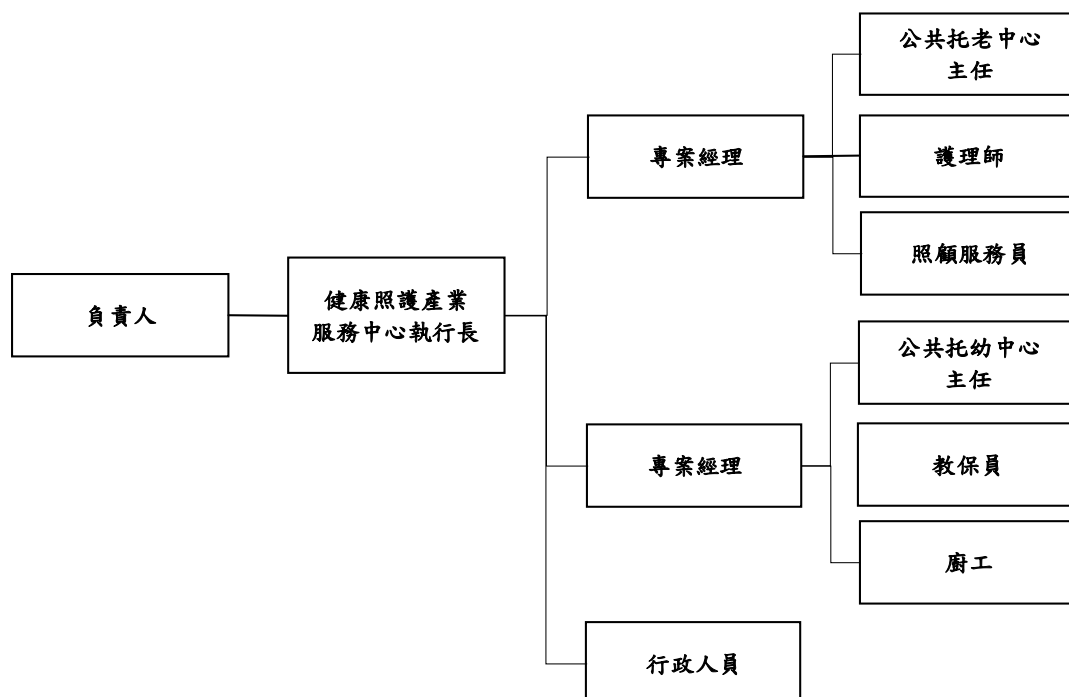 公共托老中心
主任
專案經理
護理師
照顧服務員
負責人
健康照護產業
服務中心執行長
公共托幼中心
主任
專案經理
教保員
廚工
行政人員